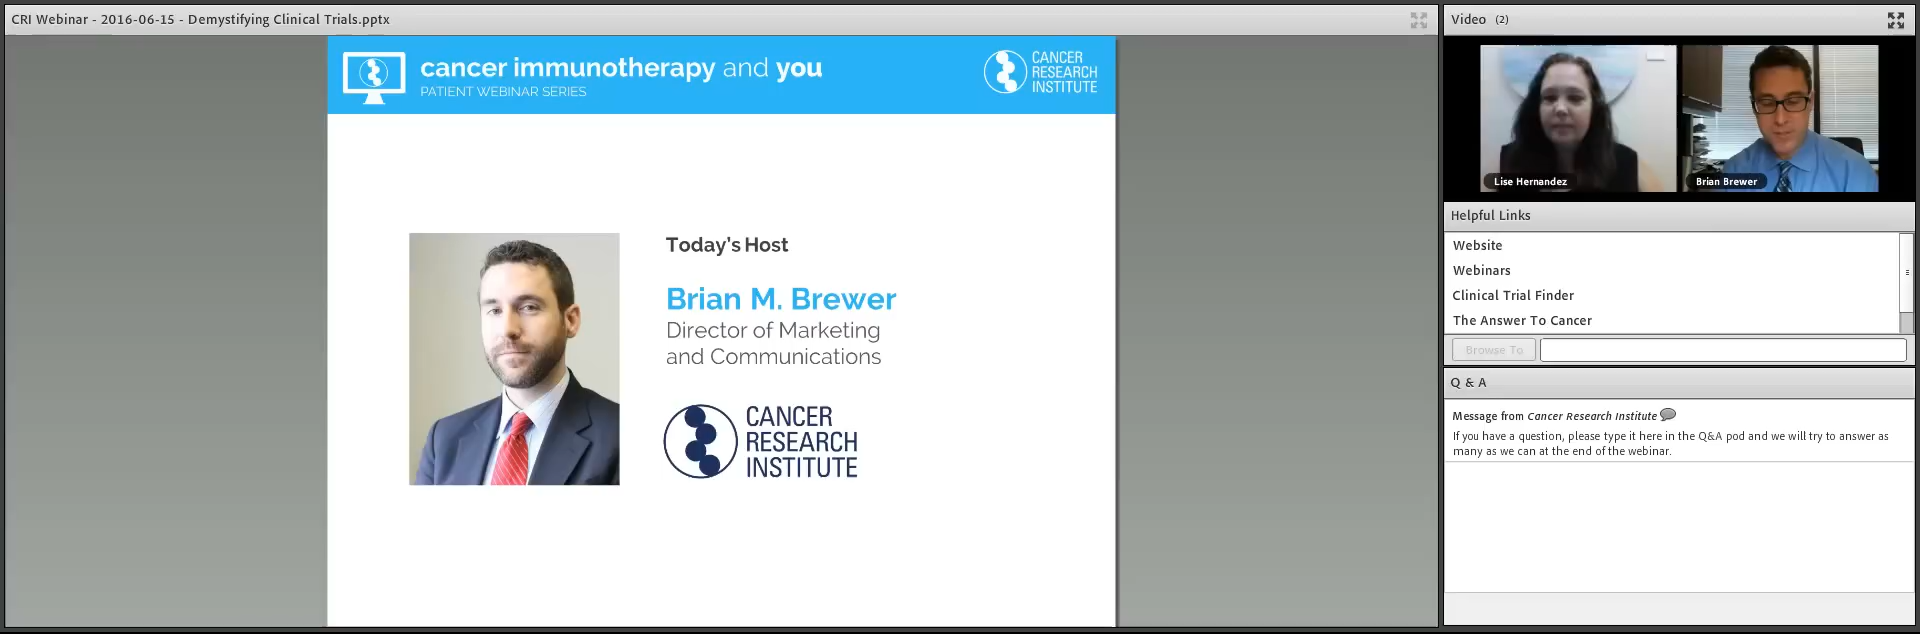 CRI Webinar - 2016-06-15 - Demystifying Clinical Trials.pptx
cancer immunotherapy and you
PATIENT WEBINAR SERIES
CANCER
RESEARCH
INSTITUTE
Today's Host
Brian M. Brewer
Director of Marketing
and Communications
CANCER
RESEARCH
INSTITUTE
Video (2)
Lise Hernandez
Brian Brewer
Helpful Links
Website
Webinars
Clinical Trial Finder
The Answer To Cancer
Browse To
Q & A
Message from Cancer Research Institute
If you have a question, please type it here in the Q&A pod and we will try to answer as
many as we can at the end of the webinar.